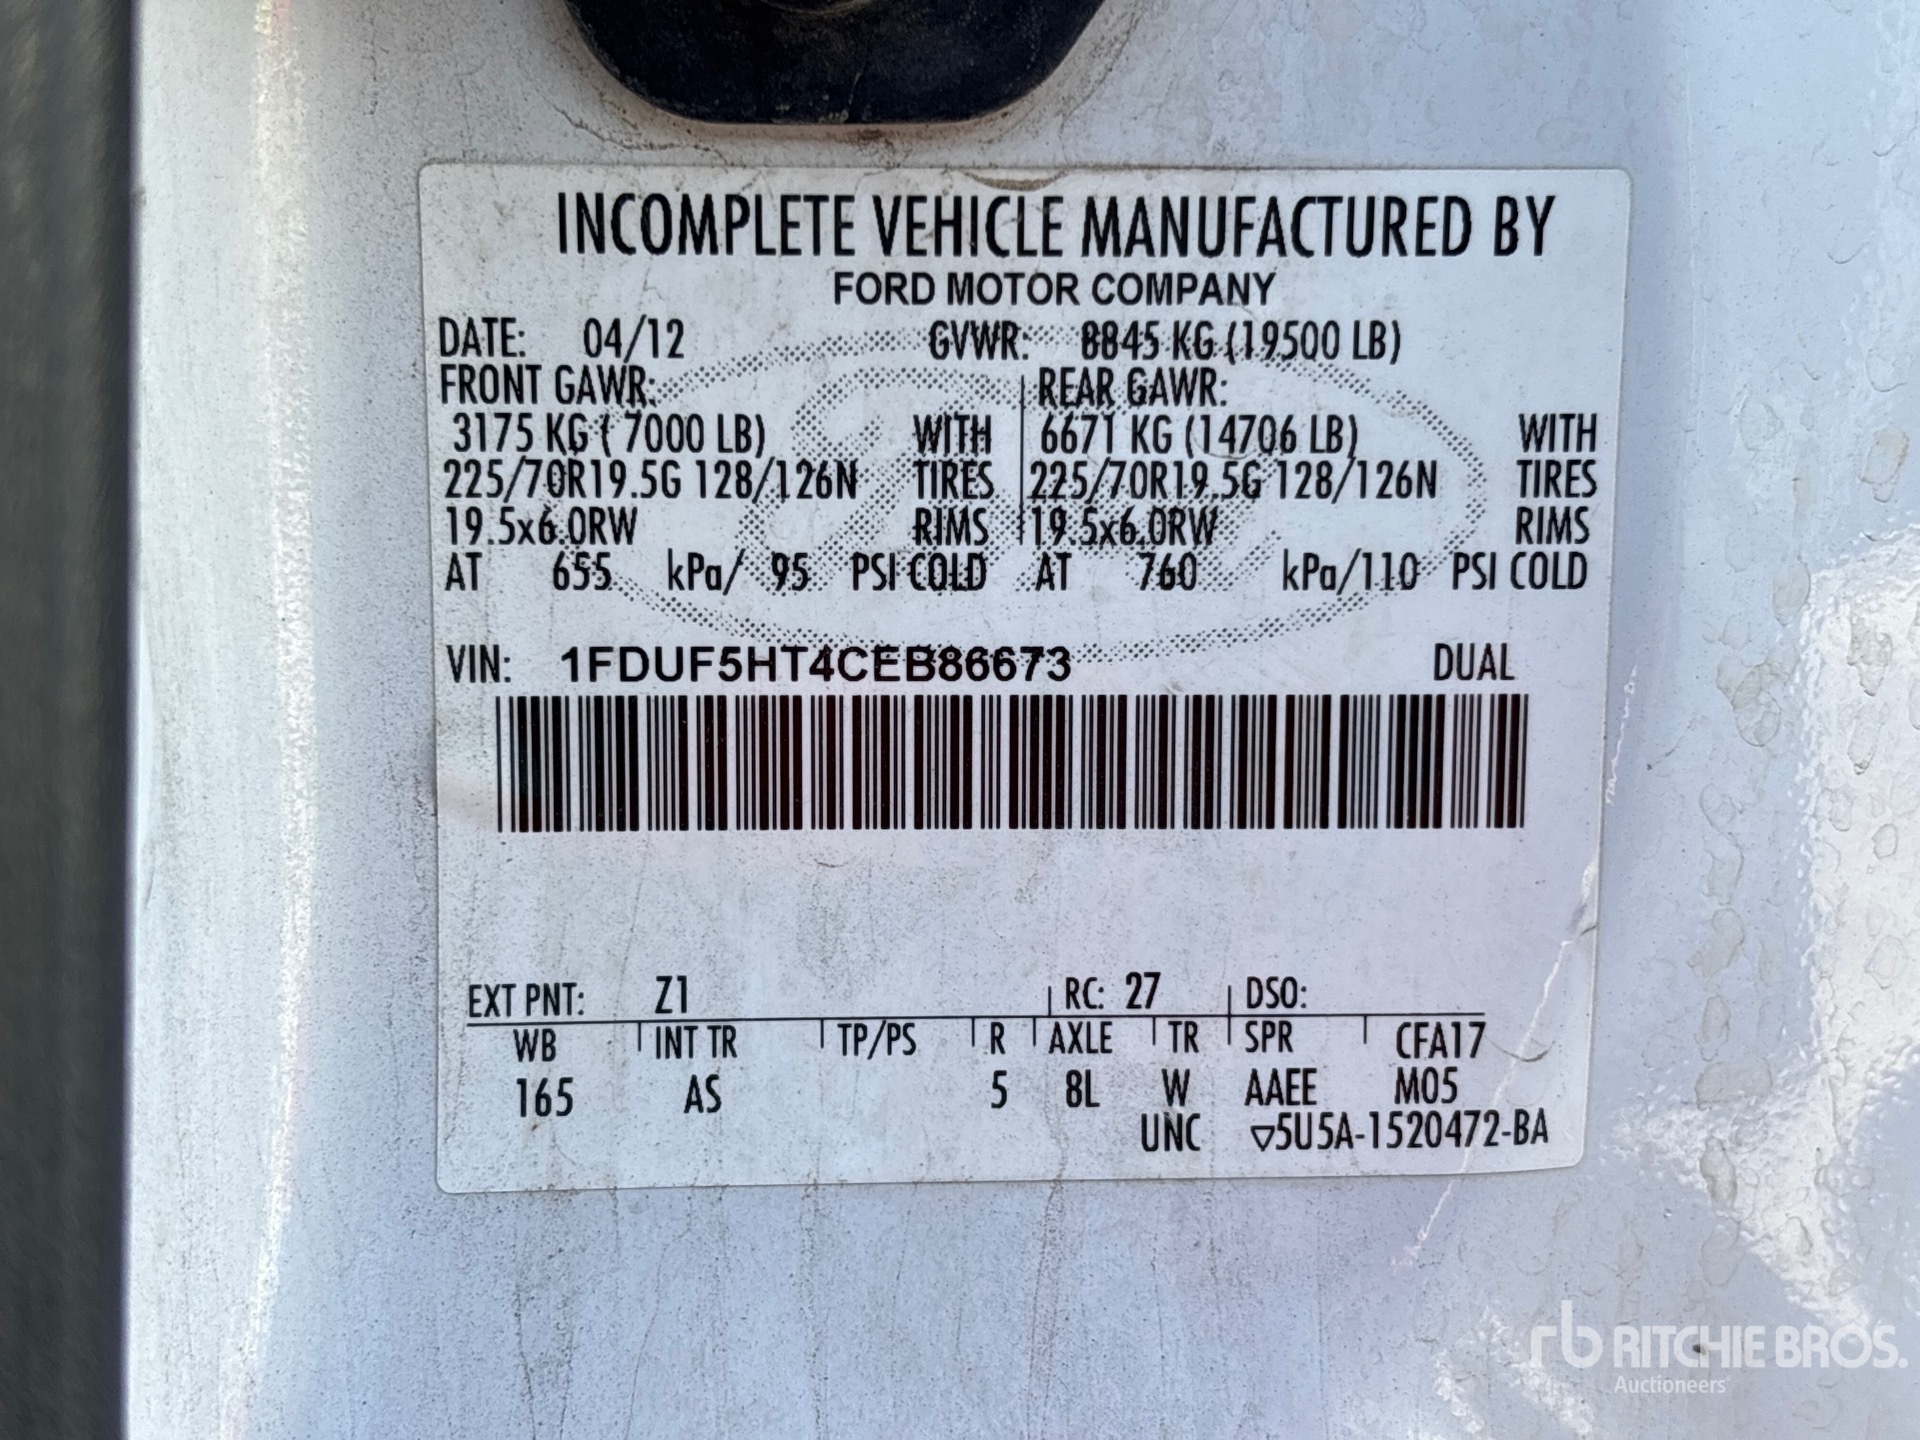 INCOMPLETE VEHICLE MANUFACTURED BY
FORD MOTOR COMPANY
DATE: 04/12 GVWR: 8845 KG (19500 LB)
FRONT GAWR: REAR GAWR:
3175 KG ( 7000 LB) WITH 6671 KG (14706 LB) WITH
225/70R19.5G 128/126N TIRES 225/70R19.5G 128/126N TIRES
19.5x6.0RW RIMS 19.5x6.0RW RIMS
AT 655 kPa/ 95 PSI COLD AT 760 kPa/110 PSI COLD
VIN: 1FDUF5HT4CEB86673 DUAL
EXT PNT: Z1 RC: 27 DSO:
WB INT TR TP/PS R AXLE TR SPR CFA17
165 AS 5 8L W AAEE M05
UNC ▽5U5A-1520472-BA
rb RITCHIE BROS.
Auctioneers